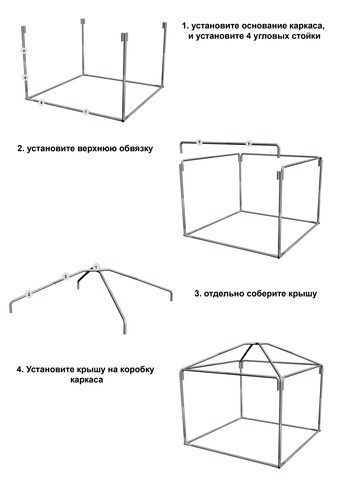 1. установите основание каркаса,
и установите 4 угловых стойки
2. установите верхнюю обвязку
3. отдельно соберите крышу
4. Установите крышу на коробку
каркаса